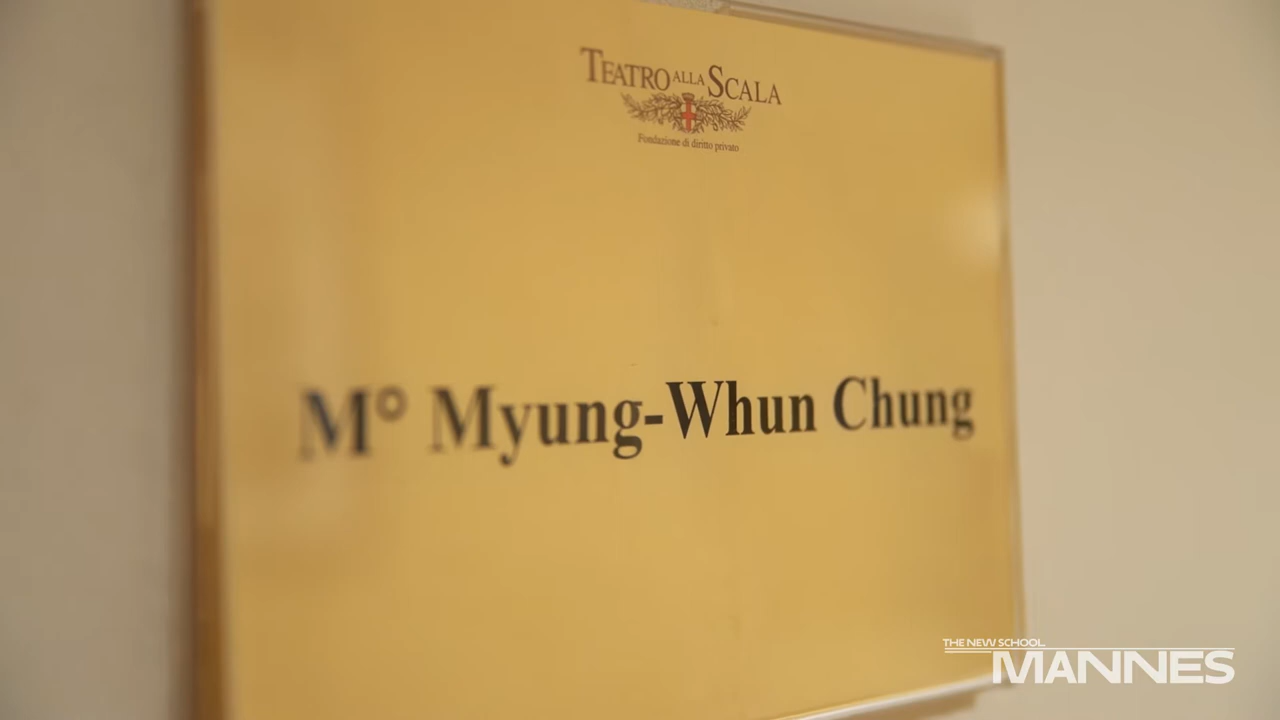 TEATRO ALLA SCALA
Fondazione di diritto privato
M° Myung-Whun Chung
THE NEW SCHOOL
MANNES